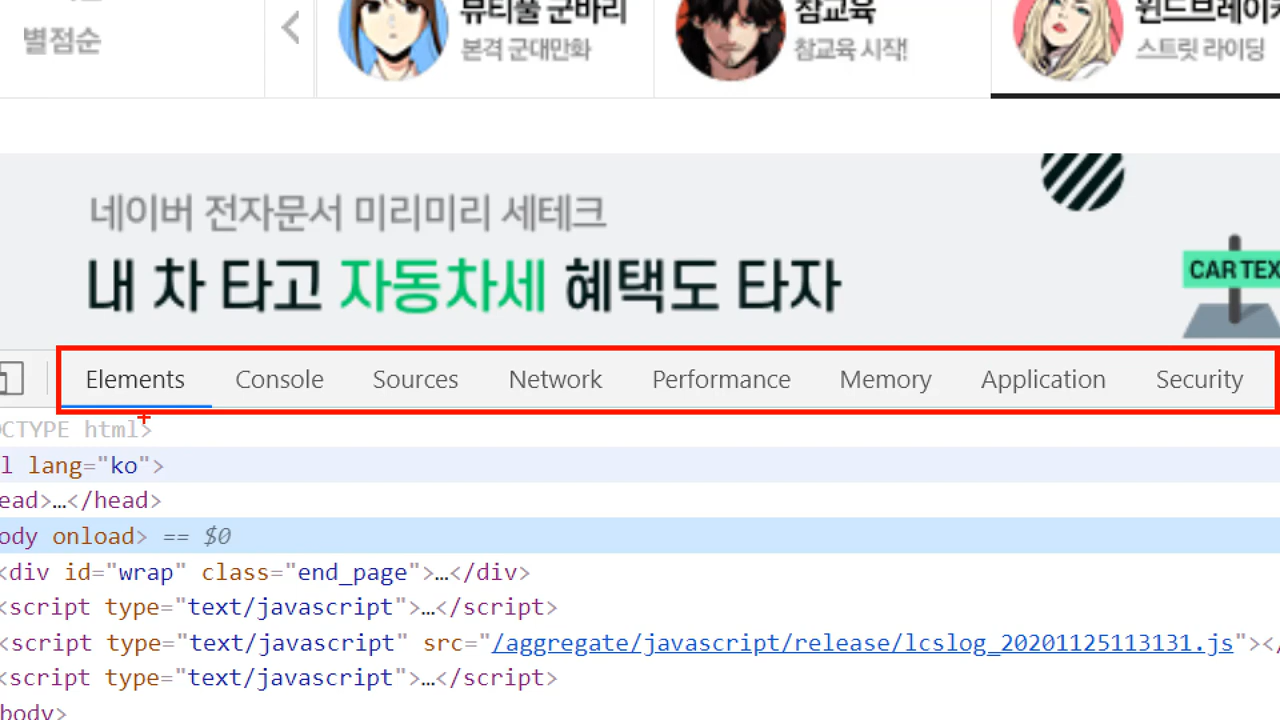 별점순
뷰티풀 군바리
본격 군대만화
참교육
참교육 시작!
윈드브레이커
스트릿 라이딩
네이버 전자문서 미리미리 세테크
내 차 타고 자동차세 혜택도 타자
CAR TEX
Elements Console Sources Network Performance Memory Application Security
OCTYPE html>
l lang="ko">
ead>…</head>
ody onload> == $0
<div id="wrap" class="end_page">…</div>
<script type="text/javascript">…</script>
<script type="text/javascript" src="/aggregate/javascript/release/lcslog_20201125113131.js"></
<script type="text/javascript">…</script>
body>